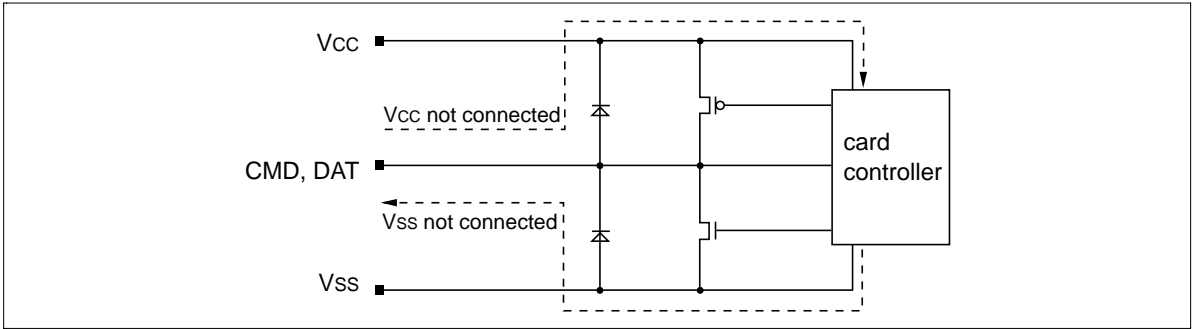 VCC
VCC not connected
CMD, DAT
VSS not connected
VSS
card
controller